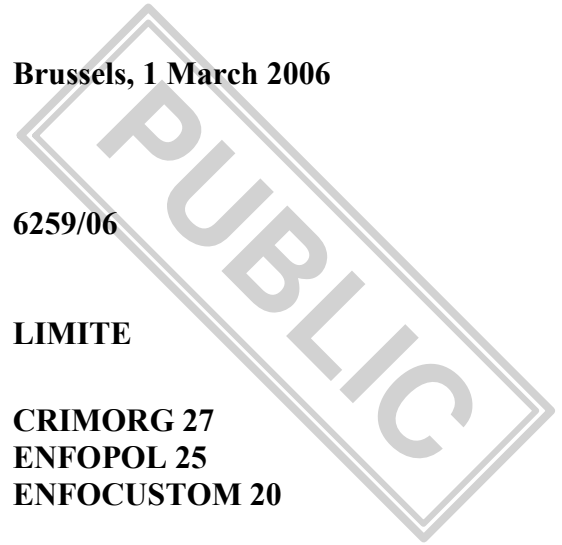 Brussels, 1 March 2006
PUBLIC
6259/06
LIMITE
CRIMORG 27
ENFOPOL 25
ENFOCUSTOM 20